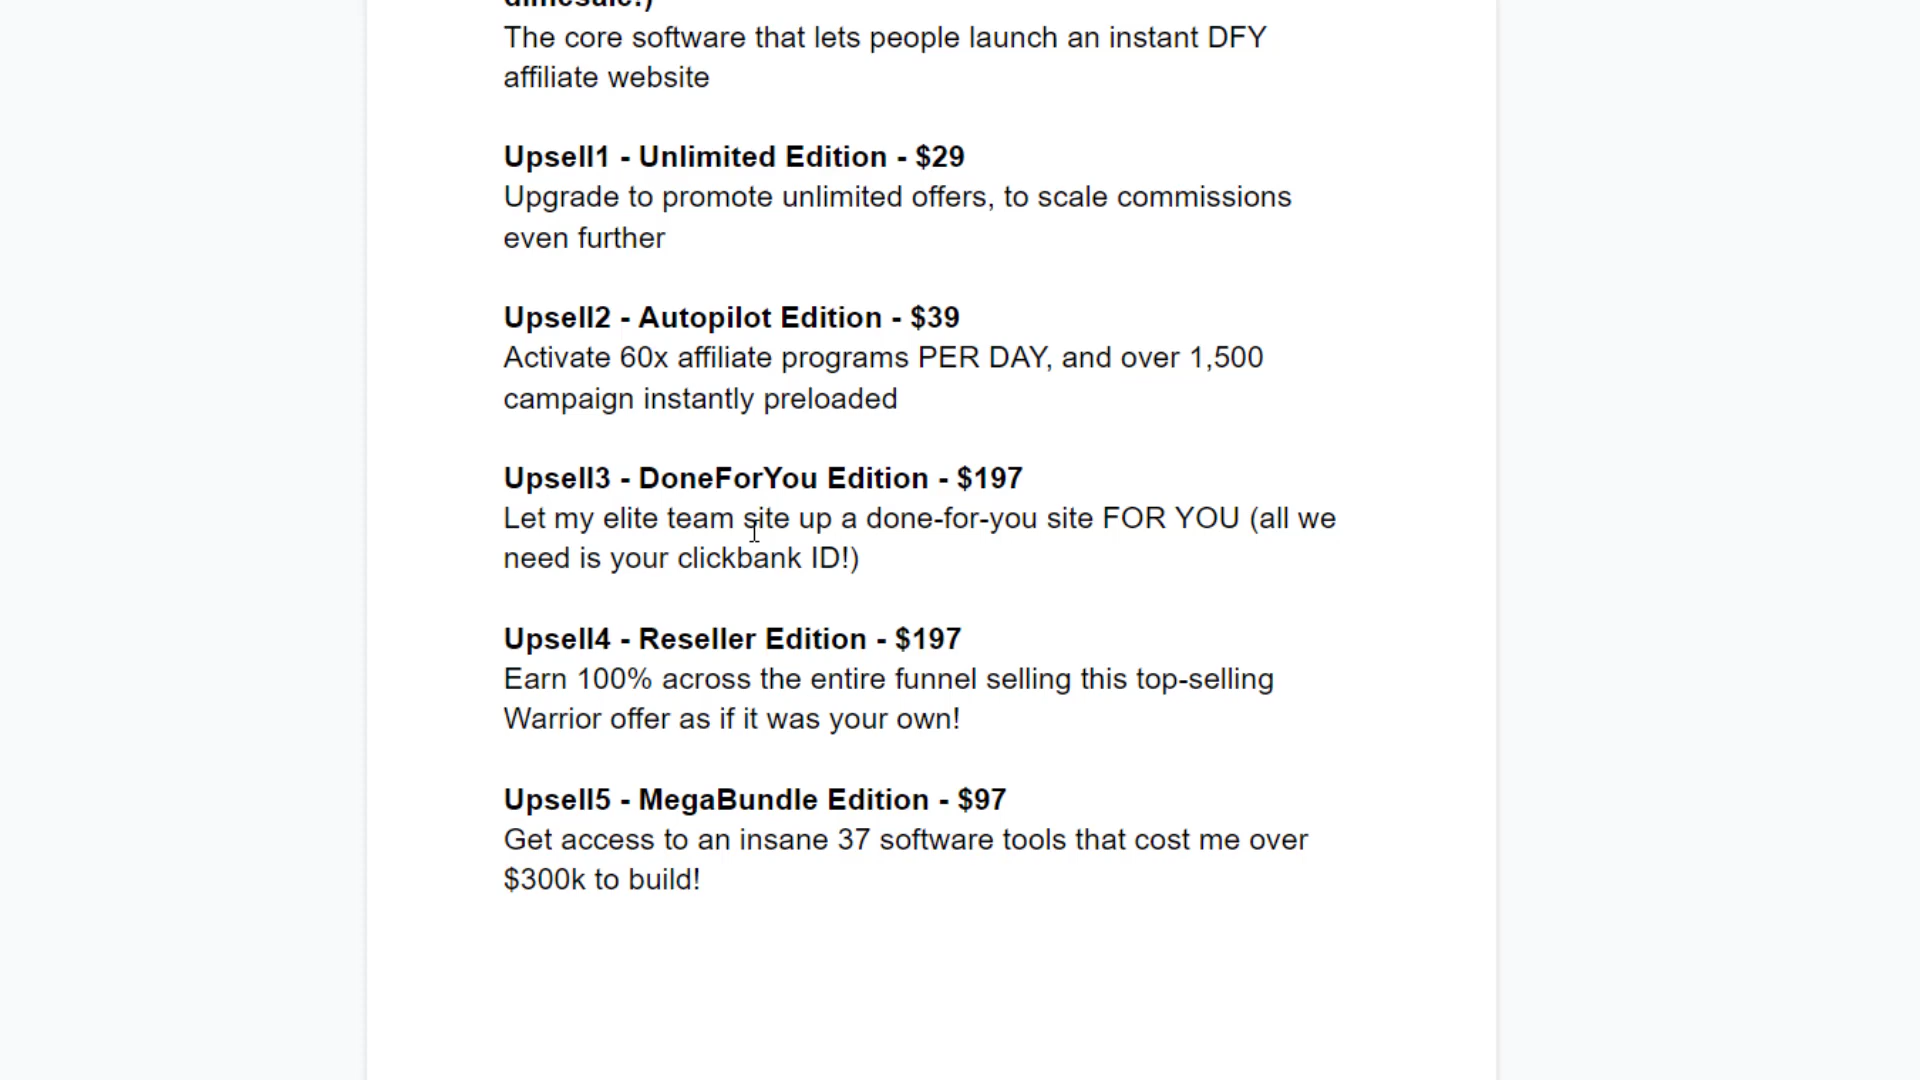 dimesale!)
The core software that lets people launch an instant DFY
affiliate website
Upsell1 - Unlimited Edition - $29
Upgrade to promote unlimited offers, to scale commissions
even further
Upsell2 - Autopilot Edition - $39
Activate 60x affiliate programs PER DAY, and over 1,500
campaign instantly preloaded
Upsell3 - DoneForYou Edition - $197
Let my elite team site up a done-for-you site FOR YOU (all we
need is your clickbank ID!)
Upsell4 - Reseller Edition - $197
Earn 100% across the entire funnel selling this top-selling
Warrior offer as if it was your own!
Upsell5 - MegaBundle Edition - $97
Get access to an insane 37 software tools that cost me over
$300k to build!